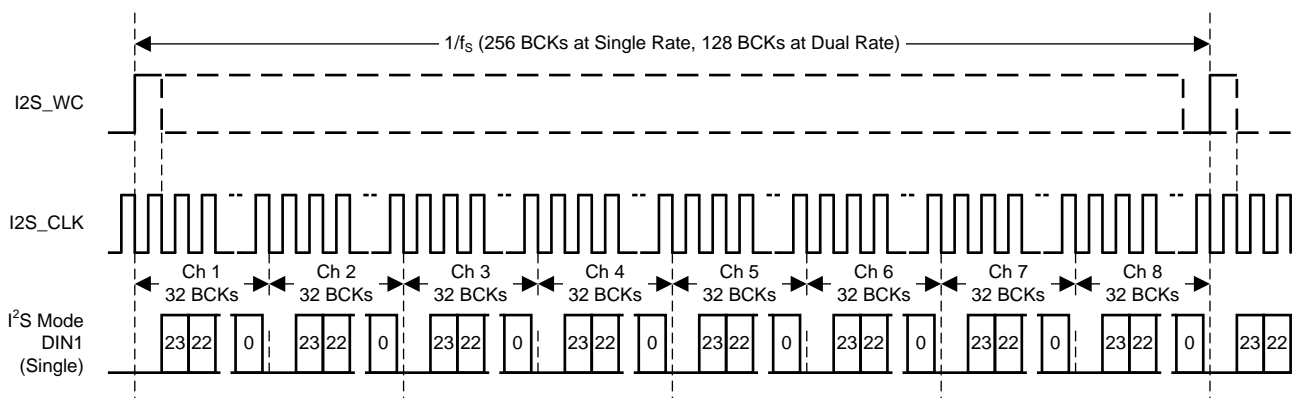 1/fS (256 BCKs at Single Rate, 128 BCKs at Dual Rate)
I2S_WC
I2S_CLK
Ch 1 Ch 2 Ch 3 Ch 4 Ch 5 Ch 6 Ch 7 Ch 8
32 BCKs 32 BCKs 32 BCKs 32 BCKs 32 BCKs 32 BCKs 32 BCKs 32 BCKs
I2S Mode
DIN1
(Single)
23 22 0 23 22 0 23 22 0 23 22 0 23 22 0 23 22 0 23 22 0 23 22 0 23 22